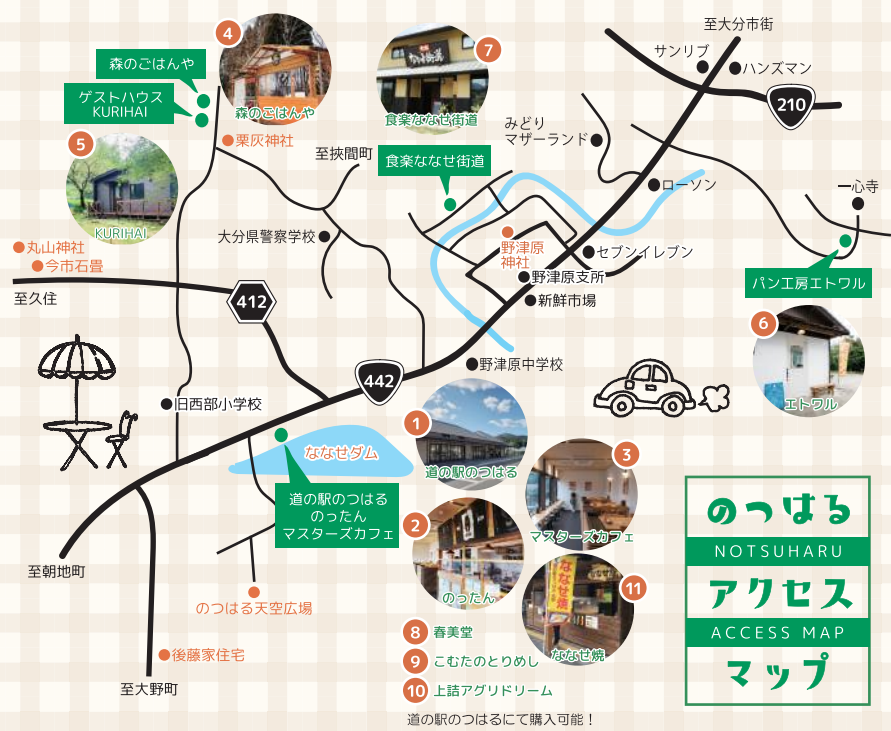 至大分市街
サンリブ
ハンズマン
210
4
森のごはんや
ゲストハウス
KURIHAI
森のごはんや
7
食楽ななせ街道
みどり
マザーランド
5
栗灰神社
至挾間町
食楽ななせ街道
ローソン
一心寺
KURIHAI
大分県警察学校
野津原
神社
セブンイレブン
丸山神社
今市石畳
野津原支所
パン工房エトワル
至久住
412
新鮮市場
6
エトワル
442
野津原中学校
旧西部小学校
1
道の駅のつはる
ななせダム
3
マスターズカフェ
道の駅のつはる
のったん
マスターズカフェ
2
のったん
のつはる
NOTSUHARU
アクセス
ACCESS MAP
マップ
至朝地町
11
ななせ焼
ななせ焼
のつはる天空広場
後藤家住宅
至大野町
8 春美堂
9 こむたのとりめし
10 上詰アグリドリーム
道の駅のつはるにて購入可能！